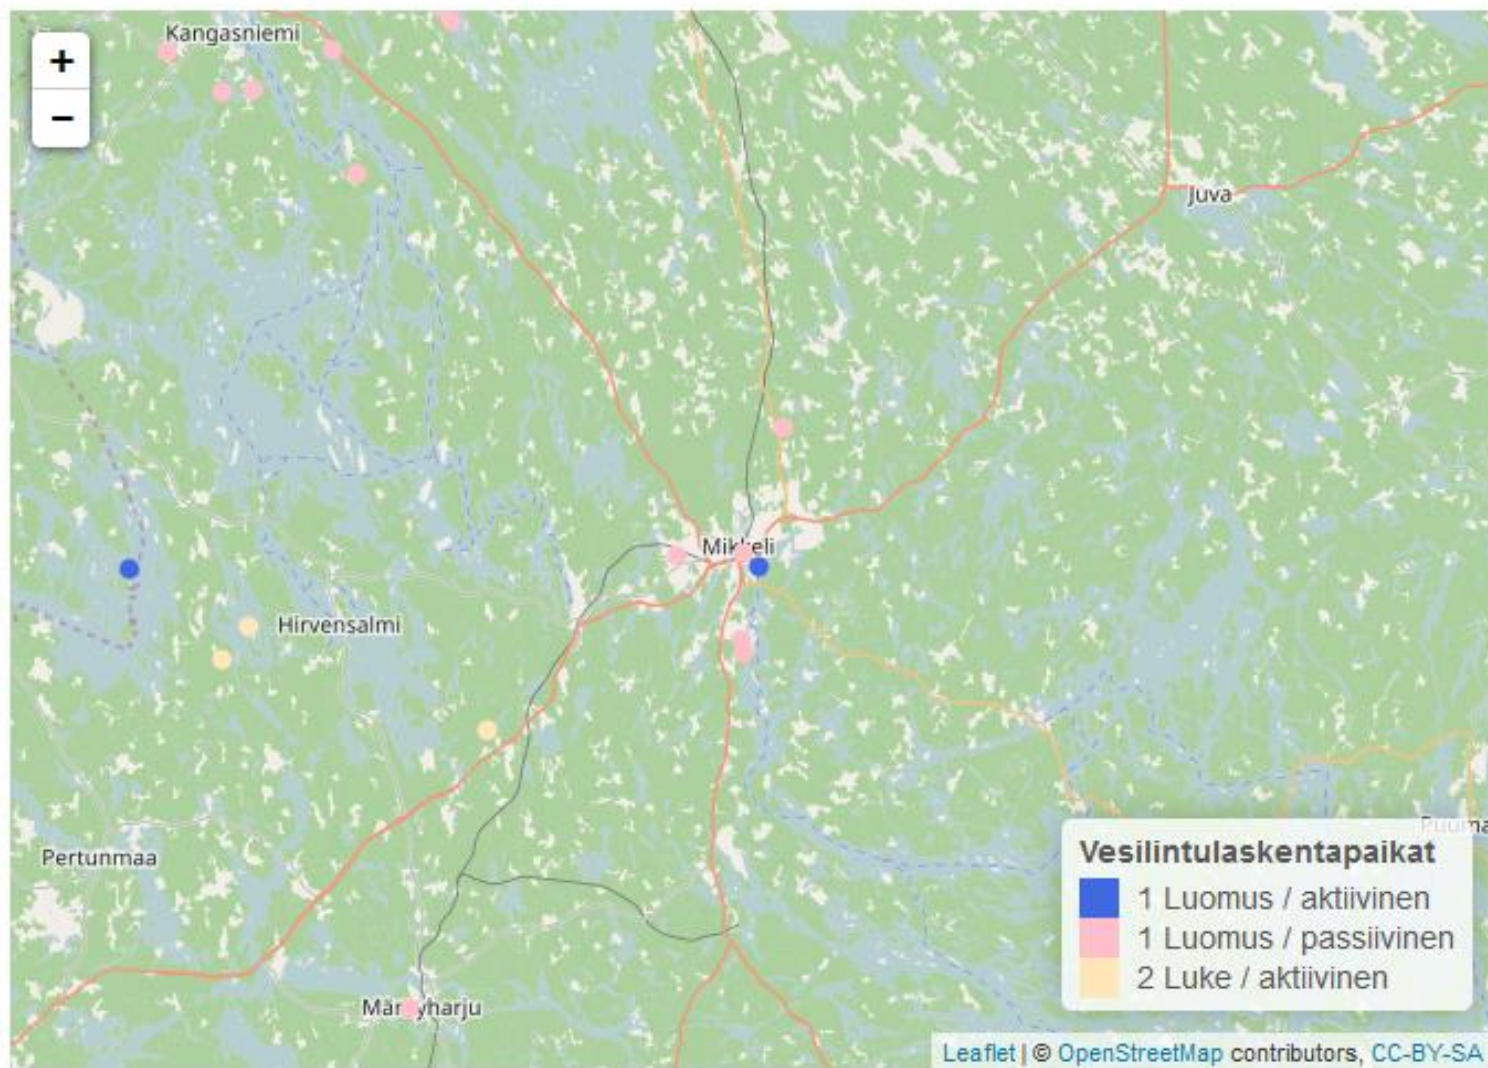 Kangasniemi
+
−
Juva
Mikkeli
Hirvensalmi
Pertunmaa
Vesilintulaskentapaikat
1 Luomus / aktiivinen
1 Luomus / passiivinen
2 Luke / aktiivinen
Mäntyharju
Leaflet | © OpenStreetMap contributors, CC-BY-SA